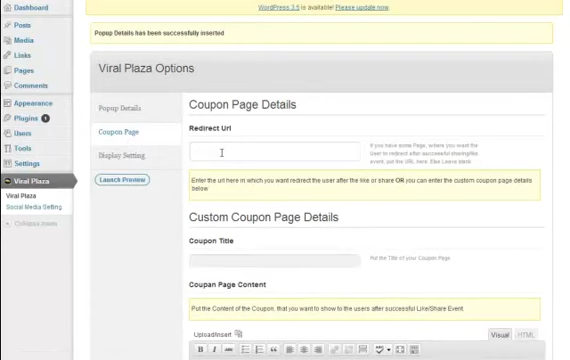 Dashboard
WordPress 3.5 is available! Please update now.
Posts
Media
Links
Pages
Comments
Appearance
Plugins 1
Users
Tools
Settings
Viral Plaza
Viral Plaza
Social Media Setting
Collapse menu
Popup Details has been successfully inserted
Viral Plaza Options
Popup Details
Coupon Page
Display Setting
Launch Preview
Coupon Page Details
Redirect Url
If you have some Page, where you want the
User to redirect after successful sharing/like
event, put the URL here. Else Leave blank
Enter the url here in which you want redirect the user after the like or share OR you can enter the custom coupon page details
below
Custom Coupon Page Details
Coupon Title
Put the Title of your Coupon Page
Coupan Page Content
Put the Content of the Coupon, that you want to show to the users after successful Like/Share Event.
Upload/Insert
Visual
HTML
B I ABC
ABC